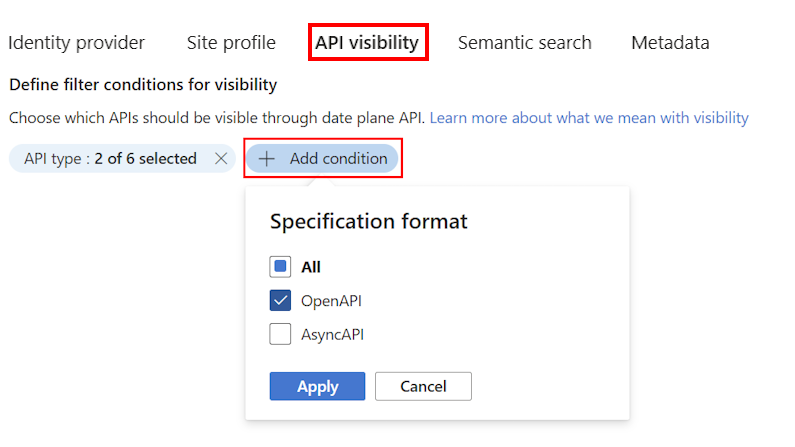 Identity provider Site profile API visibility Semantic search Metadata
Define filter conditions for visibility
Choose which APIs should be visible through date plane API. Learn more about what we mean with visibility
API type : 2 of 6 selected Add condition
Specification format
All
OpenAPI
AsyncAPI
Apply Cancel